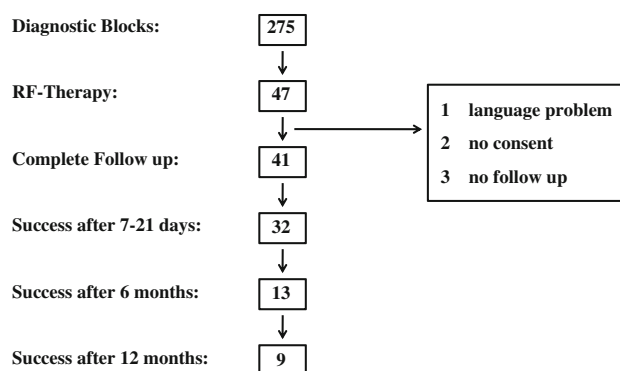 Diagnostic Blocks: 275
RF-Therapy: 47
1 language problem
2 no consent
3 no follow up
Complete Follow up: 41
Success after 7-21 days: 32
Success after 6 months: 13
Success after 12 months: 9